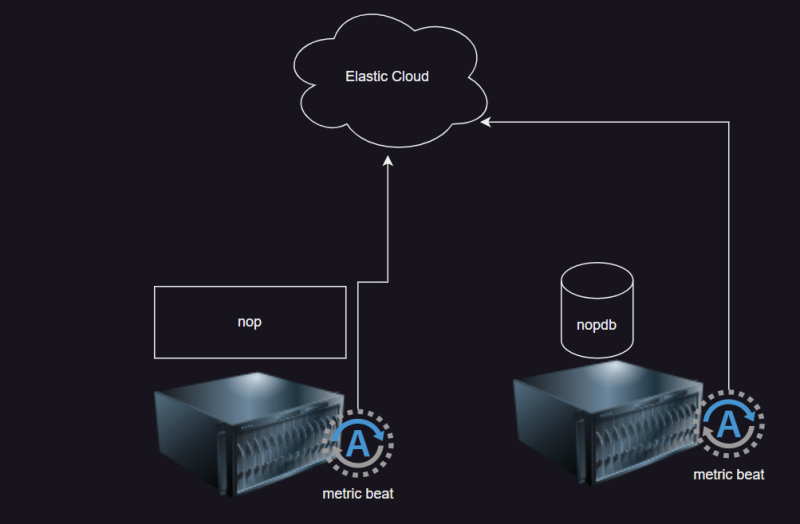 Elastic Cloud
nop
nopdb
A
metric beat
A
metric beat